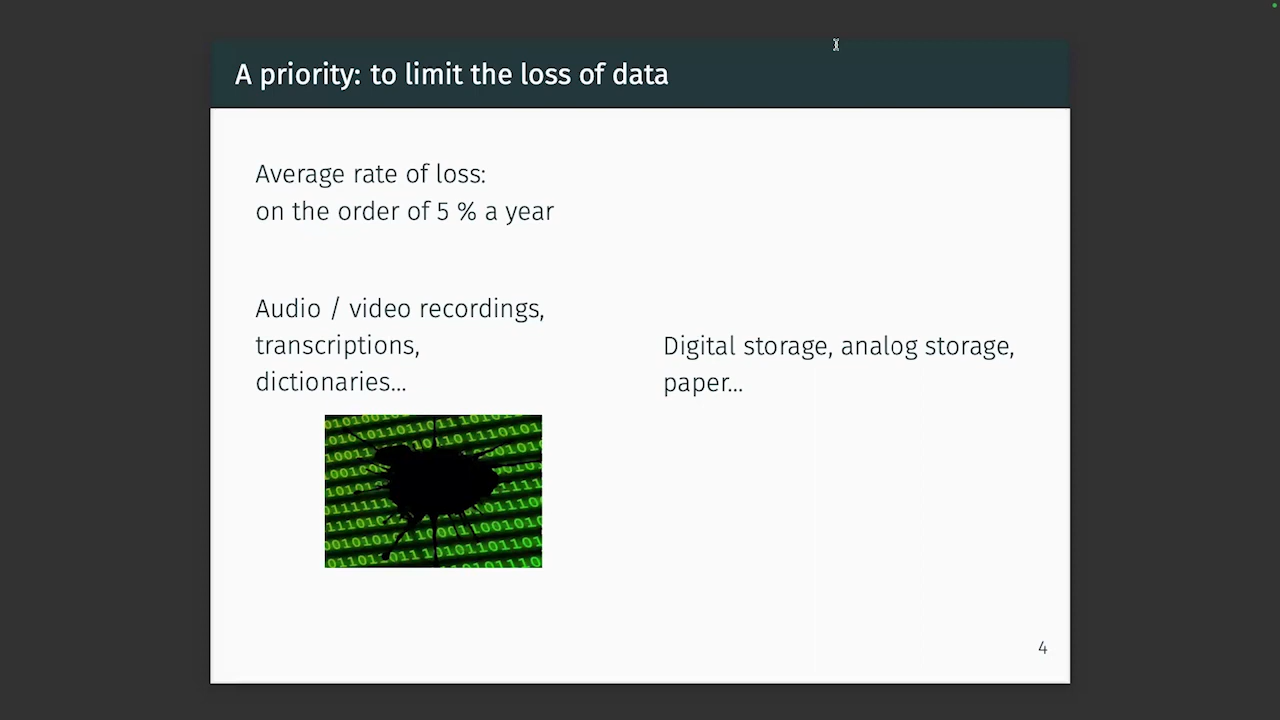 A priority: to limit the loss of data
Average rate of loss:
on the order of 5 % a year
Audio / video recordings,
transcriptions,
dictionaries...
Digital storage, analog storage,
paper...
4